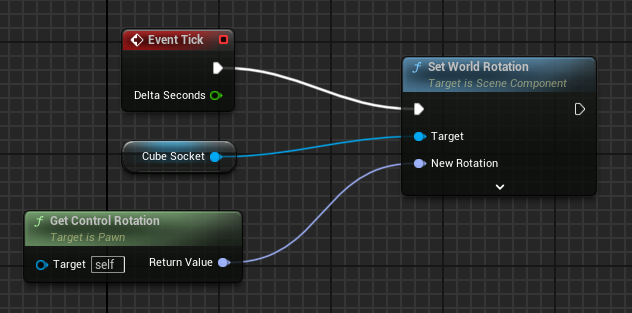 Event Tick
Delta Seconds
Cube Socket
Get Control Rotation
Target is Pawn
Target self
Return Value
Set World Rotation
Target is Scene Component
Target
New Rotation